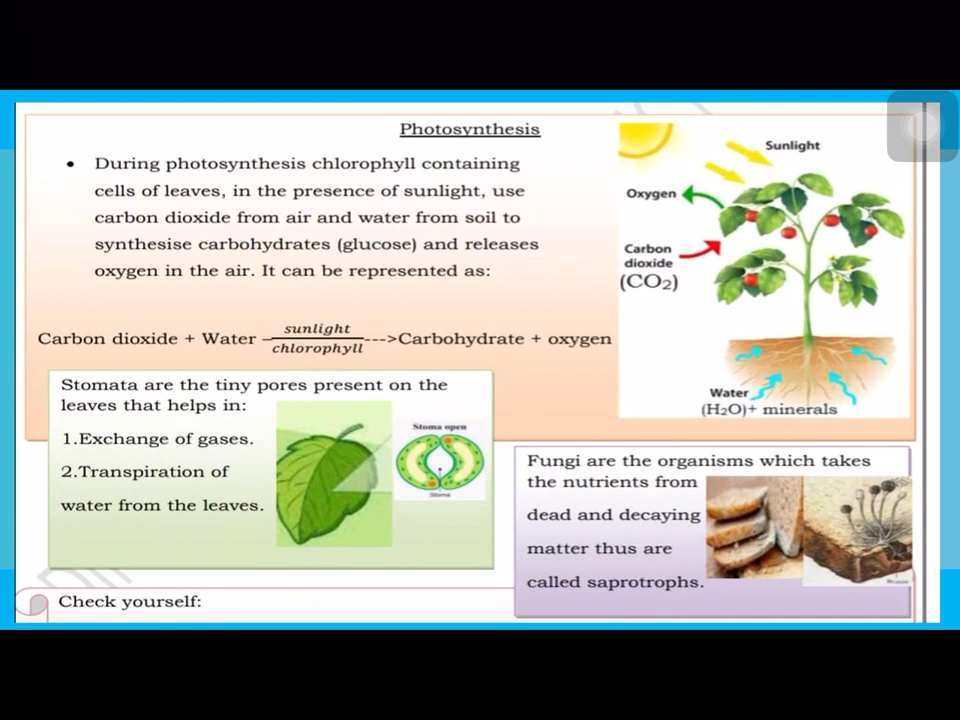 Photosynthesis
• During photosynthesis chlorophyll containing
cells of leaves, in the presence of sunlight, use
carbon dioxide from air and water from soil to
synthesise carbohydrates (glucose) and releases
oxygen in the air. It can be represented as:
Sunlight
Oxygen
Carbon
dioxide
(CO₂)
Water
(H₂O)+ minerals
Carbon dioxide + Water –sunlight/chlorophyll--->Carbohydrate + oxygen
Stomata are the tiny pores present on the
leaves that helps in:
1.Exchange of gases.
2.Transpiration of
water from the leaves.
Stoma open
Stoma
Fungi are the organisms which takes
the nutrients from
dead and decaying
matter thus are
called saprotrophs.
Check yourself: